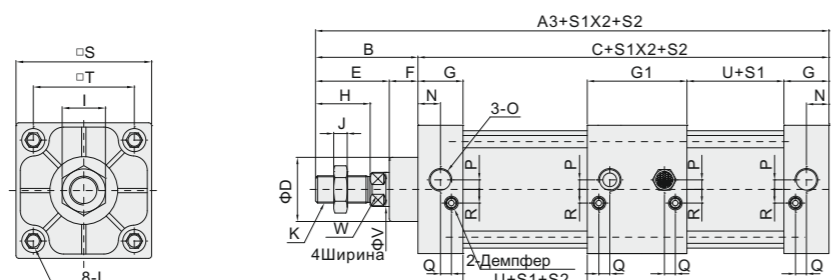 □S
□T
I
8-L
A3+S1X2+S2
B
C+S1X2+S2
E
F
G
G1
U+S1
G
H
N
N
J
3-O
ΦD
P
P
P
R
R
R
K
W
4Ширина
ΦV
Q
2-Демпфер
Q
Q
Q
U+S1+S2